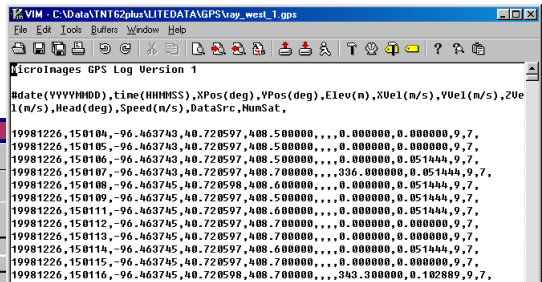 VIM - C:\Data\TNT62plus\LITEDATA\GPS\ray_west_1.gps
File Edit Tools Buffers Window Help
MicroImages GPS Log Version 1
#date(YYYYMMDD),time(HHMMSS),XPos(deg),YPos(deg),Elev(m),XVel(m/s),YVel(m/s),ZVe
l(m/s),Head(deg),Speed(m/s),DataSrc,NumSat,
19981226,150104,-96.463743,40.720597,408.500000,,,,0.000000,0.000000,9,7,
19981226,150105,-96.463743,40.720597,408.500000,,,,0.000000,0.000000,9,7,
19981226,150106,-96.463743,40.720597,408.500000,,,,0.000000,0.051444,9,7,
19981226,150107,-96.463743,40.720597,408.700000,,,,336.000000,0.051444,9,7,
19981226,150108,-96.463745,40.720598,408.600000,,,,0.000000,0.051444,9,7,
19981226,150109,-96.463745,40.720597,408.500000,,,,0.000000,0.051444,9,7,
19981226,150111,-96.463745,40.720597,408.600000,,,,0.000000,0.051444,9,7,
19981226,150112,-96.463745,40.720597,408.700000,,,,0.000000,0.000000,9,7,
19981226,150113,-96.463745,40.720597,408.700000,,,,0.000000,0.000000,9,7,
19981226,150114,-96.463745,40.720597,408.600000,,,,0.000000,0.051444,9,7,
19981226,150115,-96.463745,40.720597,408.700000,,,,0.000000,0.000000,9,7,
19981226,150116,-96.463745,40.720598,408.700000,,,,343.300000,0.102889,9,7,